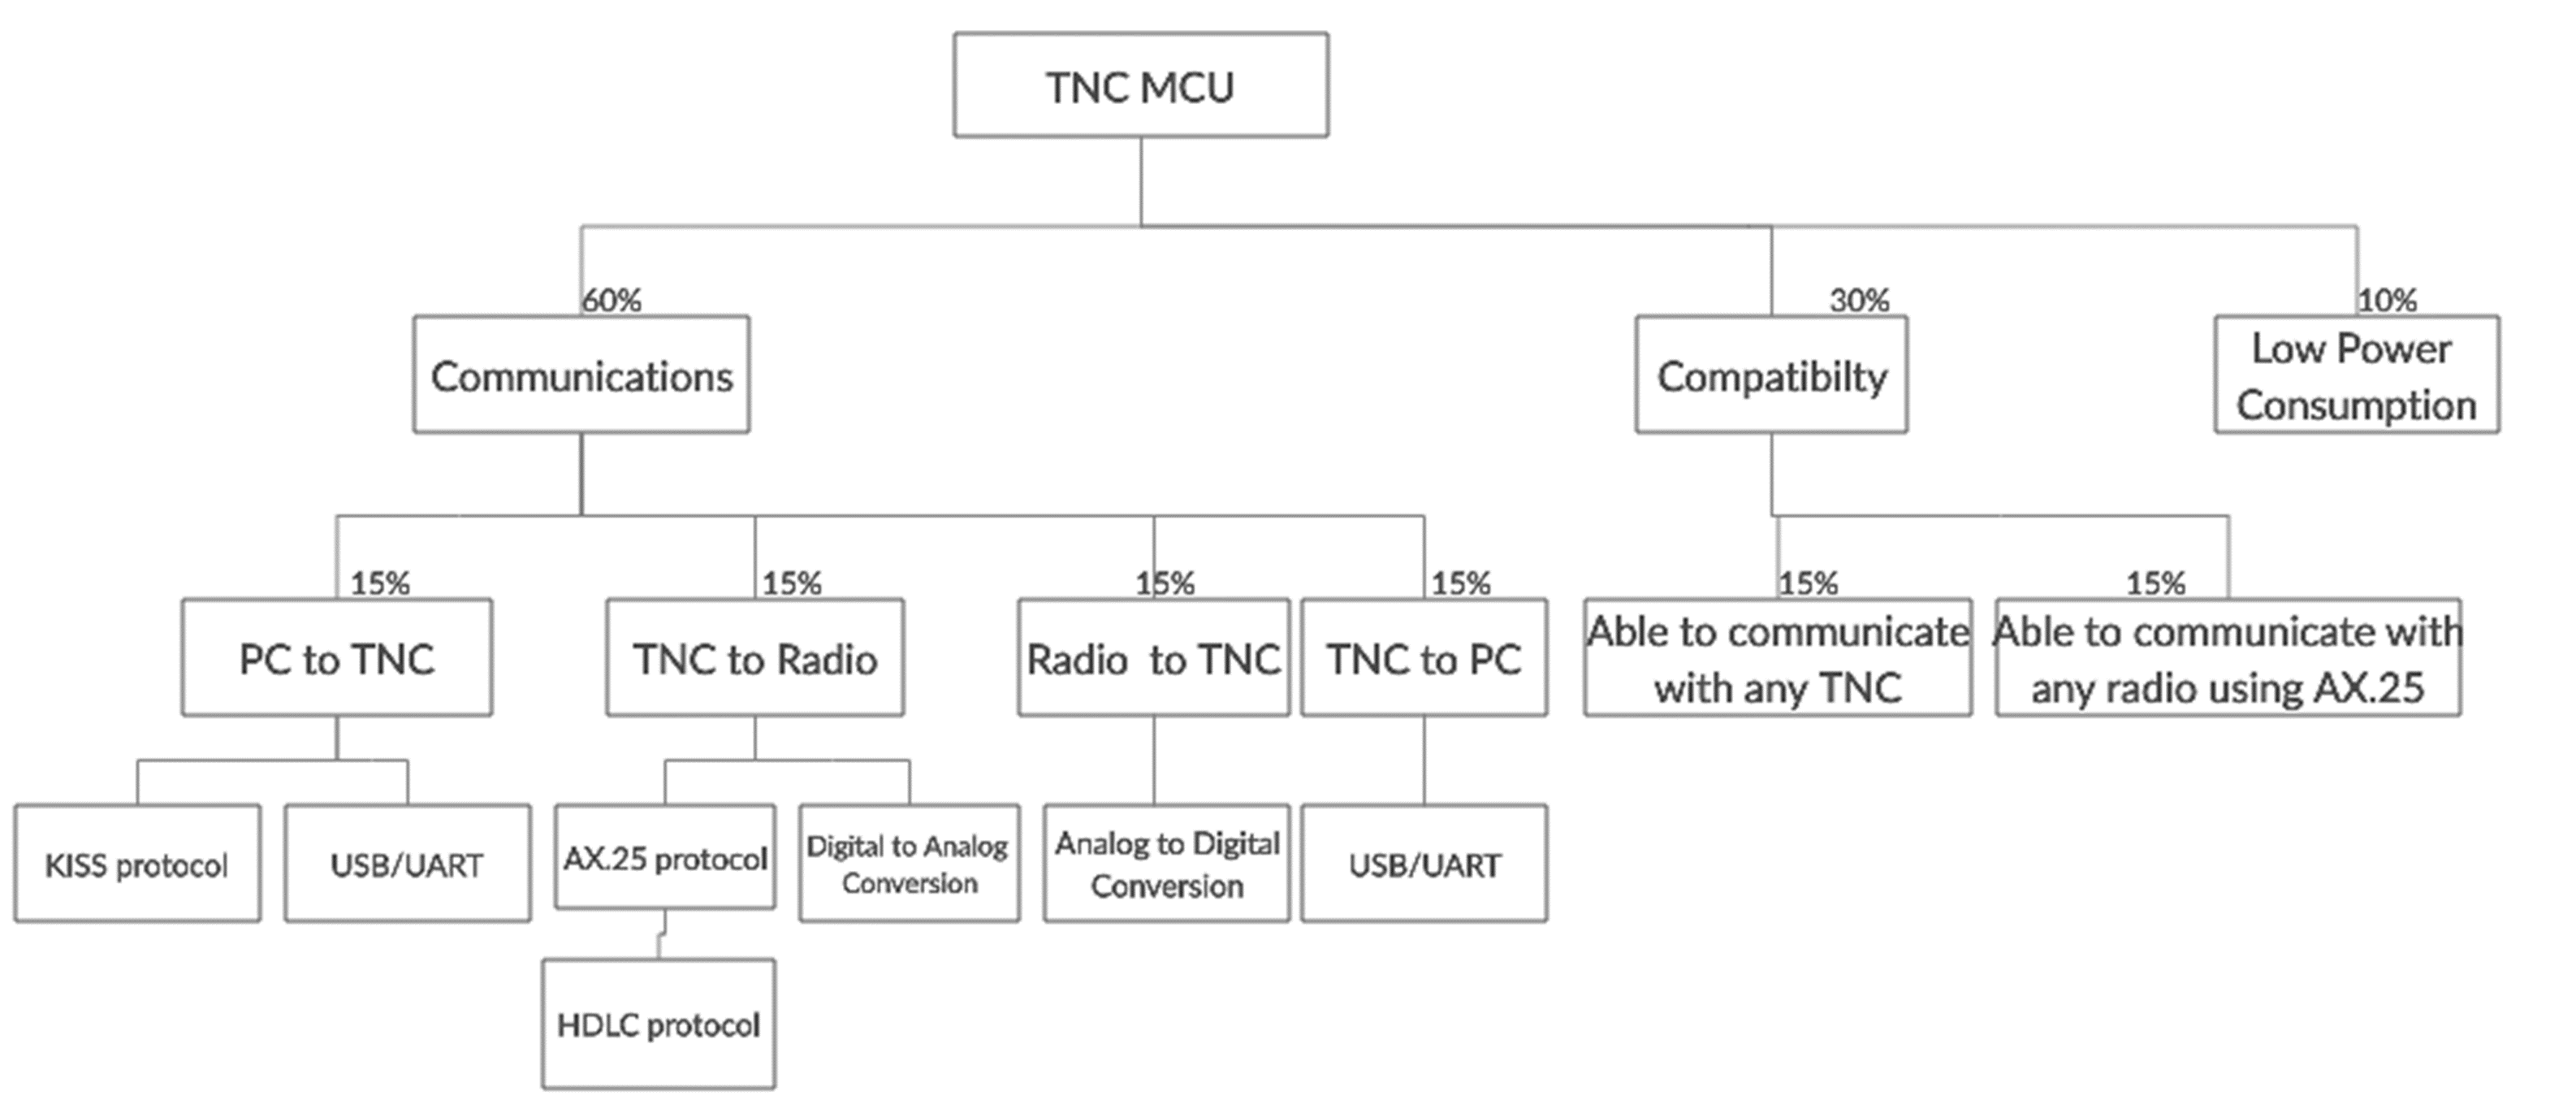 TNC MCU
60%
30%
10%
Communications
Compatibilty
Low Power
Consumption
15%
15%
15%
15%
15%
15%
PC to TNC
TNC to Radio
Radio to TNC
TNC to PC
Able to communicate
with any TNC
Able to communicate with
any radio using AX.25
KISS protocol
USB/UART
AX.25 protocol
Digital to Analog
Conversion
Analog to Digital
Conversion
USB/UART
HDLC protocol